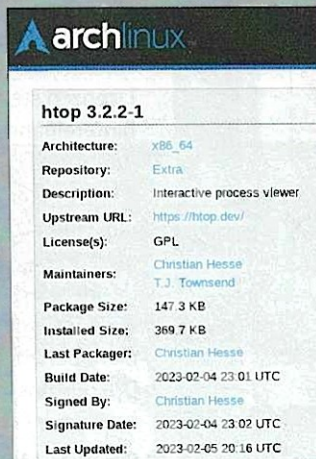 archlinux
htop 3.2.2-1
Architecture: x86_64
Repository: Extra
Description: Interactive process viewer
Upstream URL: https://htop.dev/
License(s): GPL
Maintainers: Christian Hesse
T.J. Townsend
Package Size: 147.3 KB
Installed Size: 369.7 KB
Last Packager: Christian Hesse
Build Date: 2023-02-04 23:01 UTC
Signed By: Christian Hesse
Signature Date: 2023-02-04 23:02 UTC
Last Updated: 2023-02-05 20:16 UTC